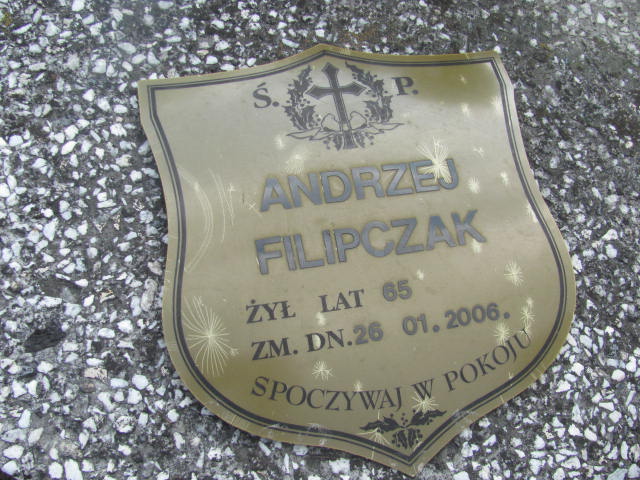 Ś. P.
ANDRZEJ
FILIPCZAK
ŻYŁ LAT 65
ZM. DN. 26 01. 2006.
SPOCZYWAJ W POKOJU